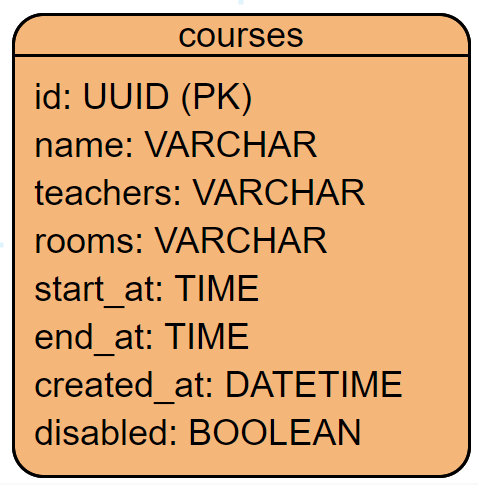 courses
id: UUID (PK)
name: VARCHAR
teachers: VARCHAR
rooms: VARCHAR
start_at: TIME
end_at: TIME
created_at: DATETIME
disabled: BOOLEAN